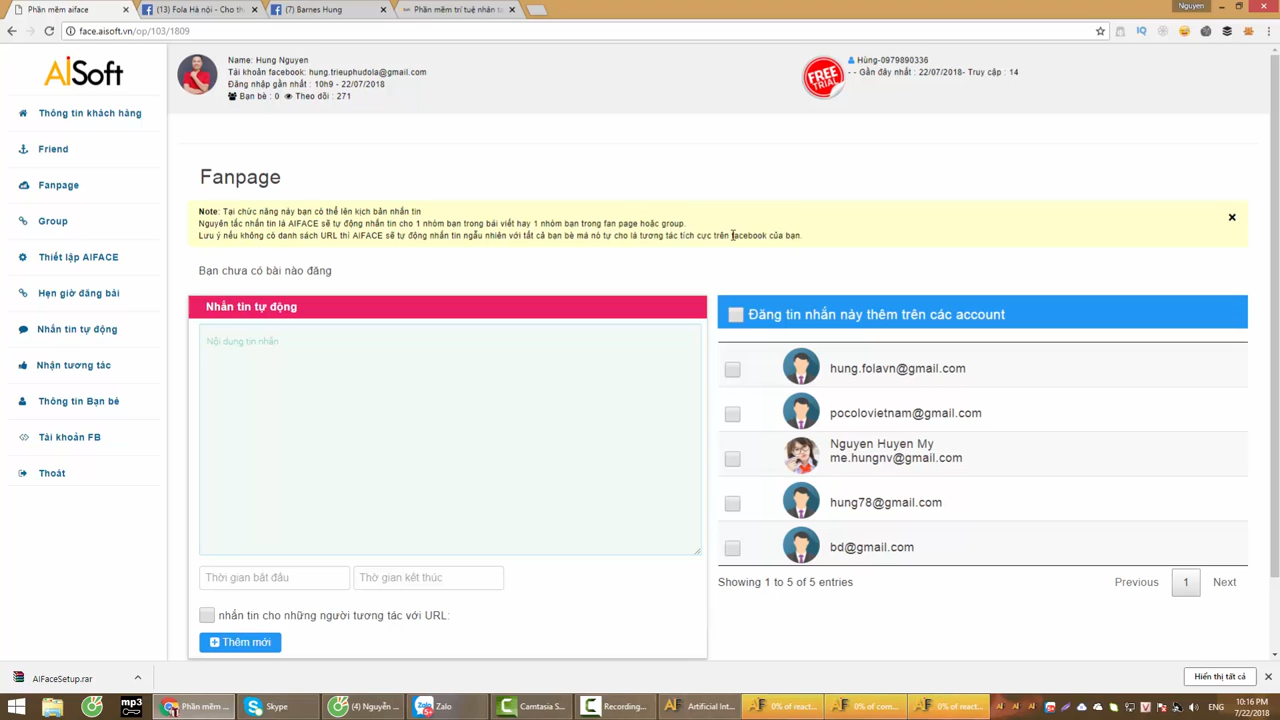 Phần mềm aiface
(13) Fola Hà nội - Cho th
(7) Barnes Hung
Phần mềm trí tuệ nhân t
Nguyen
face.aisoft.vn/op/103/1809
AiSoft
Thông tin khách hàng
Friend
Fanpage
Group
Thiết lập AIFACE
Hẹn giờ đăng bài
Nhắn tin tự động
Nhận tương tác
Thông tin Bạn bè
Tài khoản FB
Thoát
Name: Hung Nguyen
Tài khoản facebook: hung.trieuphudola@gmail.com
Đăng nhập gần nhất : 10h9 - 22/07/2018
Bạn bè : 0 Theo dõi : 271
FREE
TRIAL
Hùng-0979890336
- - Gần đây nhất : 22/07/2018- Truy cập : 14
Fanpage
Note: Tại chức năng này bạn có thể lên kịch bản nhắn tin
Nguyên tắc nhắn tin là AIFACE sẽ tự động nhắn tin cho 1 nhóm bạn trong bài viết hay 1 nhóm bạn trong fan page hoặc group.
Lưu ý nếu không có danh sách URL thì AIFACE sẽ tự động nhắn tin ngẫu nhiên với tất cả bạn bè mà nó tự cho là tương tác tích cực trên facebook của bạn.
Bạn chưa có bài nào đăng
Nhắn tin tự động
Nội dung tin nhắn
Thời gian bắt đầu
Thờ gian kết thúc
nhắn tin cho những người tương tác với URL:
Thêm mới
Đăng tin nhắn này thêm trên các account
hung.folavn@gmail.com
pocolovietnam@gmail.com
Nguyen Huyen My
me.hungnv@gmail.com
hung78@gmail.com
bd@gmail.com
Showing 1 to 5 of 5 entries
Previous
1
Next
AIFaceSetup.rar
Hiển thị tất cả
mp3
Phần mềm ...
Skype
(4) Nguyễn ...
Zalo
Camtasia S...
Recording...
Artificial Int...
0% of react...
0% of com...
0% of react...
10:16 PM
7/22/2018